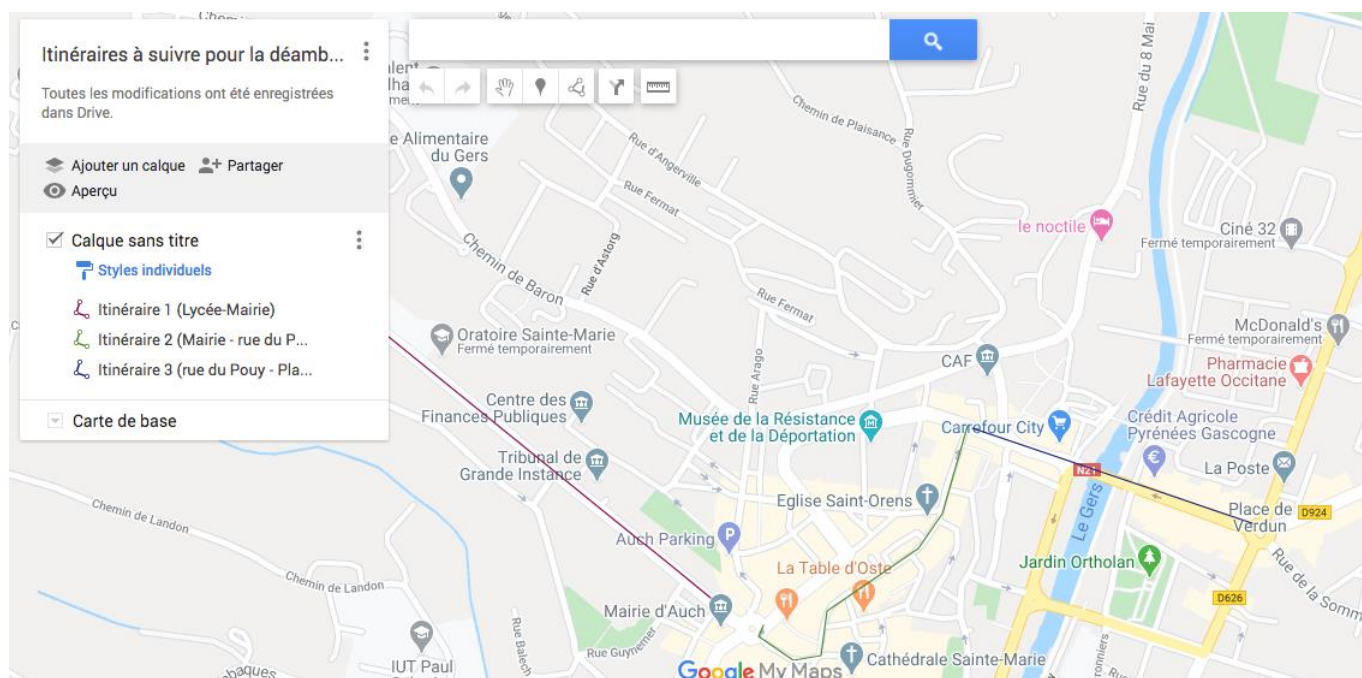 Itinéraires à suivre pour la déamb...
Toutes les modifications ont été enregistrées
dans Drive.
Ajouter un calque
Partager
Aperçu
Calque sans titre
Styles individuels
Itinéraire 1 (Lycée-Mairie)
Itinéraire 2 (Mairie - rue du P...
Itinéraire 3 (rue du Pouy - Pla...
Carte de base
e Alimentaire
du Gers
Rue d'Angerville
Rue Fermat
Chemin de Plaisance
Rue Dugommier
Rue du 8 Mai
le noctile
Ciné 32
Fermé temporairement
Chemin de Baron
Rue d'Astorg
Rue Fermat
Oratoire Sainte-Marie
Fermé temporairement
McDonald's
Fermé temporairement
Pharmacie
Lafayette Occitane
CAF
Rue Arago
Centre des
Finances Publiques
Musée de la Résistance
et de la Déportation
Carrefour City
Crédit Agricole
Pyrénées Gascogne
Tribunal de
Grande Instance
N21
La Poste
Eglise Saint-Orens
Le Gers
Place de
Verdun
D924
Chemin de Landon
Auch Parking
La Table d'Oste
Jardin Ortholan
Rue de la Somm
Chemin de Landon
D626
Mairie d'Auch
Rue Balech
Rue Guynemer
IUT Paul
Cathédrale Sainte-Marie
Google My Maps